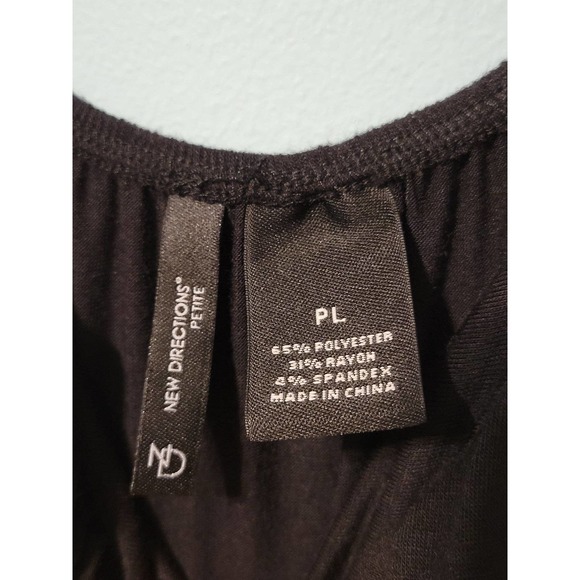 NEW DIRECTIONS®
PETITE
ND
PL
65% POLYESTER
31% RAYON
4% SPANDEX
MADE IN CHINA